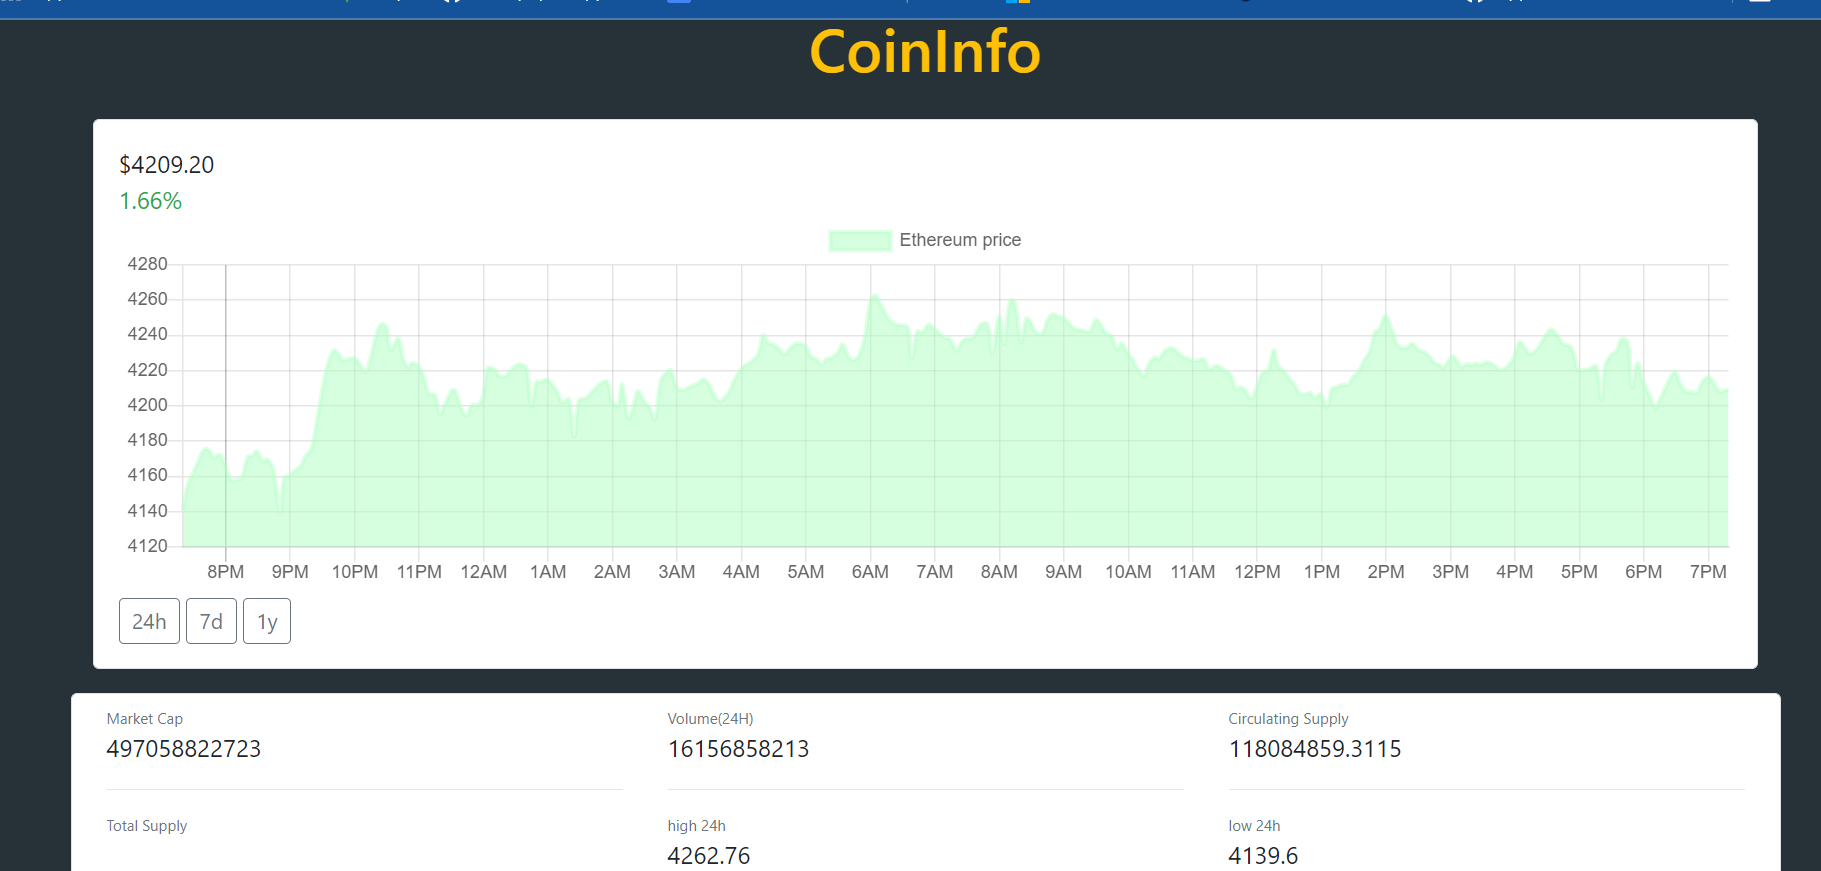 CoinInfo
$4209.20
1.66%
Ethereum price
4280
4260
4240
4220
4200
4180
4160
4140
4120
8PM 9PM 10PM 11PM 12AM 1AM 2AM 3AM 4AM 5AM 6AM 7AM 8AM 9AM 10AM 11AM 12PM 1PM 2PM 3PM 4PM 5PM 6PM 7PM
24h 7d 1y
Market Cap Volume(24H) Circulating Supply
497058822723 16156858213 118084859.3115
Total Supply high 24h low 24h
4262.76 4139.6